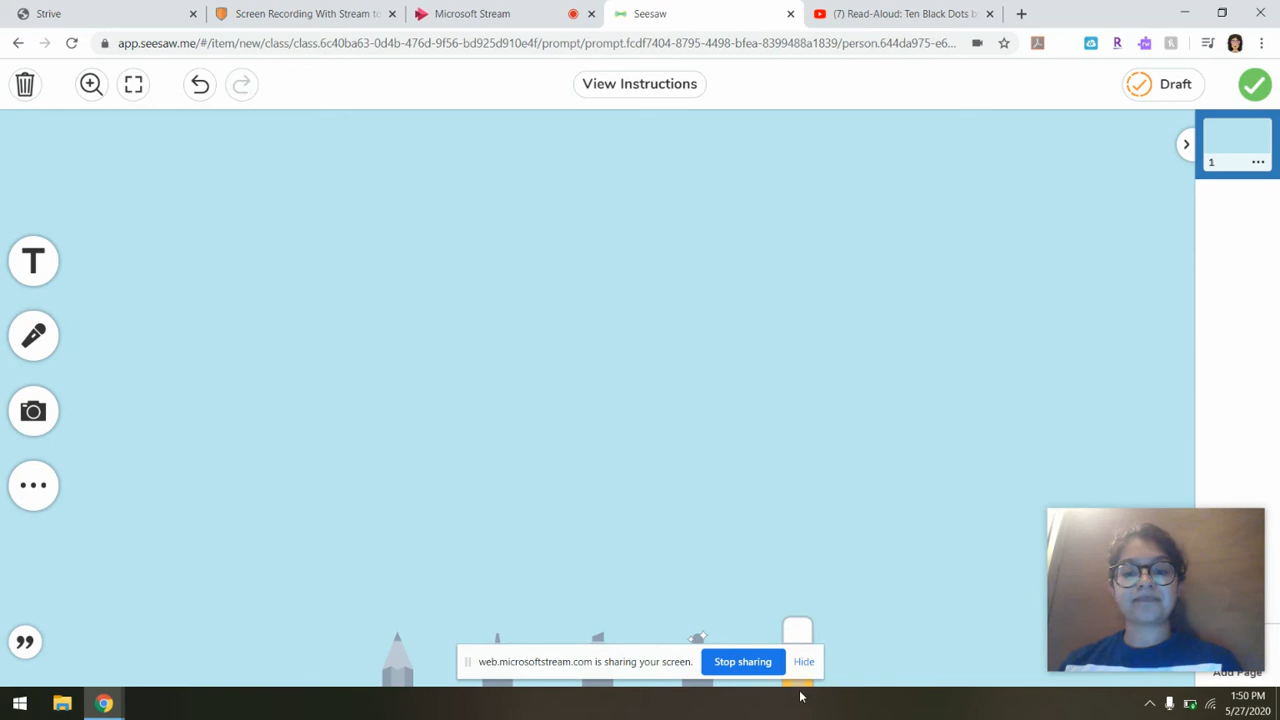 Strive
Screen Recording With Stream to
Microsoft Stream
Seesaw
(7) Read-Aloud: Ten Black Dots b
app.seesaw.me/#/item/new/class/class.6c40ba63-0d4b-476d-9f56-bd925d910e4f/prompt/prompt.fcdf7404-8795-4498-bfea-8399488a1839/person.644da975-e6...
View Instructions
Draft
1
T
web.microsoftstream.com is sharing your screen.
Stop sharing
Hide
Add Page
1:50 PM
5/27/2020